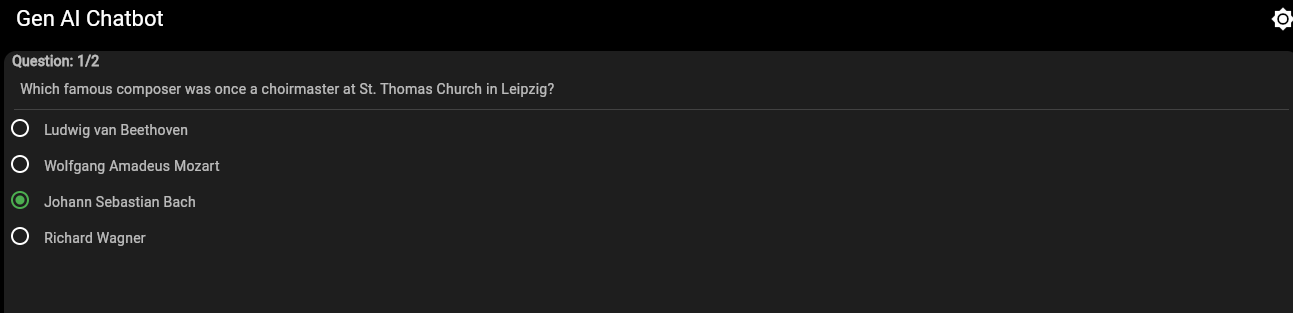 Gen AI Chatbot
Question: 1/2
Which famous composer was once a choirmaster at St. Thomas Church in Leipzig?
Ludwig van Beethoven
Wolfgang Amadeus Mozart
Johann Sebastian Bach
Richard Wagner